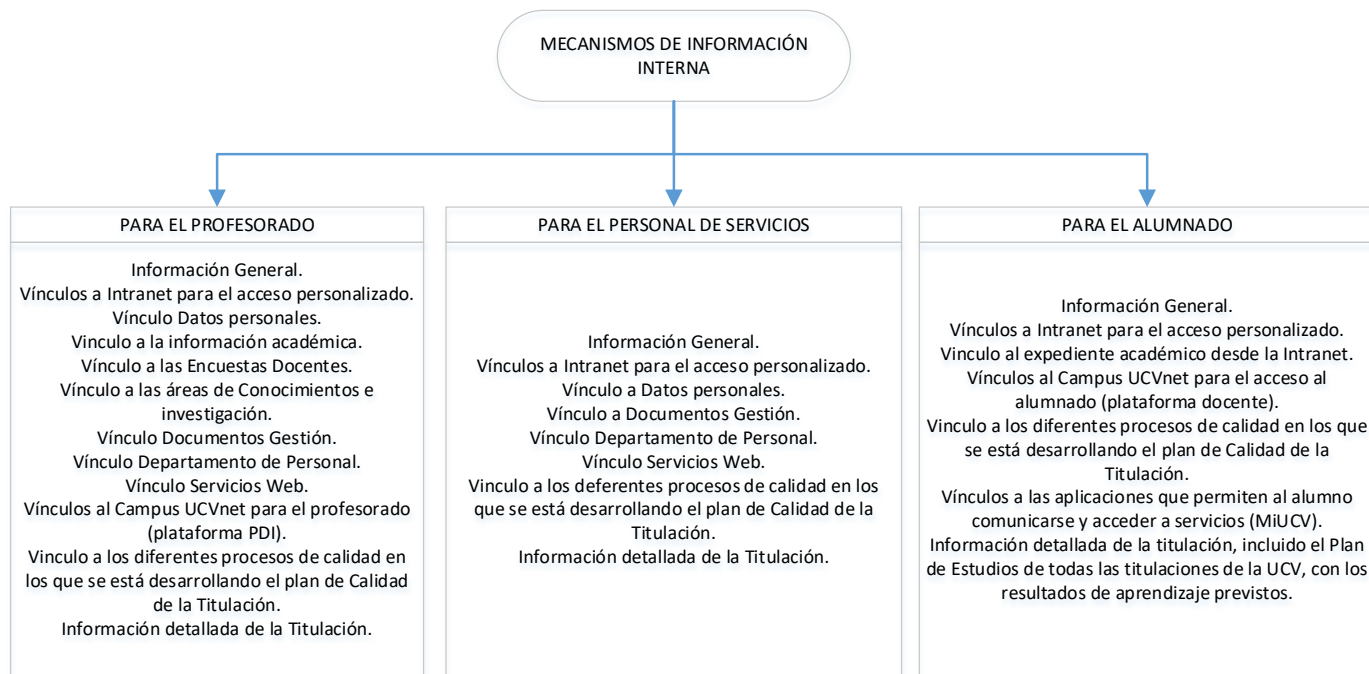 MECANISMOS DE INFORMACIÓN
INTERNA
PARA EL PROFESORADO
Información General.
Vínculos a Intranet para el acceso personalizado.
Vínculo Datos personales.
Vinculo a la información académica.
Vínculo a las Encuestas Docentes.
Vínculo a las áreas de Conocimientos e
investigación.
Vínculo Documentos Gestión.
Vínculo Departamento de Personal.
Vínculo Servicios Web.
Vínculos al Campus UCVnet para el profesorado
(plataforma PDI).
Vinculo a los diferentes procesos de calidad en
los que se está desarrollando el plan de Calidad
de la Titulación.
Información detallada de la Titulación.
PARA EL PERSONAL DE SERVICIOS
Información General.
Vínculos a Intranet para el acceso personalizado.
Vínculo a Datos personales.
Vínculo a Documentos Gestión.
Vínculo Departamento de Personal.
Vínculo Servicios Web.
Vinculo a los deferentes procesos de calidad en los
que se está desarrollando el plan de Calidad de la
Titulación.
Información detallada de la Titulación.
PARA EL ALUMNADO
Información General.
Vínculos a Intranet para el acceso personalizado.
Vinculo al expediente académico desde la Intranet.
Vínculos al Campus UCVnet para el acceso al
alumnado (plataforma docente).
Vinculo a los diferentes procesos de calidad en los que
se está desarrollando el plan de Calidad de la
Titulación.
Vínculos a las aplicaciones que permiten al alumno
comunicarse y acceder a servicios (MiUCV).
Información detallada de la titulación, incluido el Plan
de Estudios de todas las titulaciones de la UCV, con los
resultados de aprendizaje previstos.